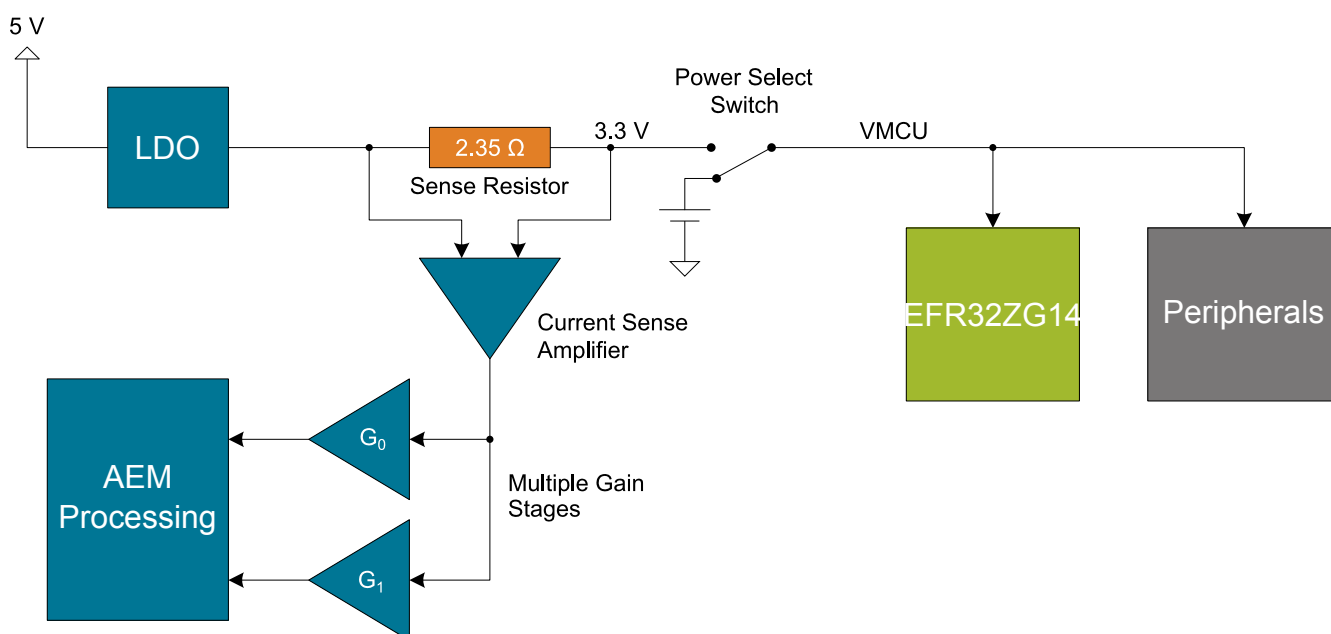 5 V
LDO
2.35 Ω
Sense Resistor
3.3 V
Power Select
Switch
VMCU
EFR32ZG14
Peripherals
Current Sense
Amplifier
AEM
Processing
G₀
Multiple Gain
Stages
G₁